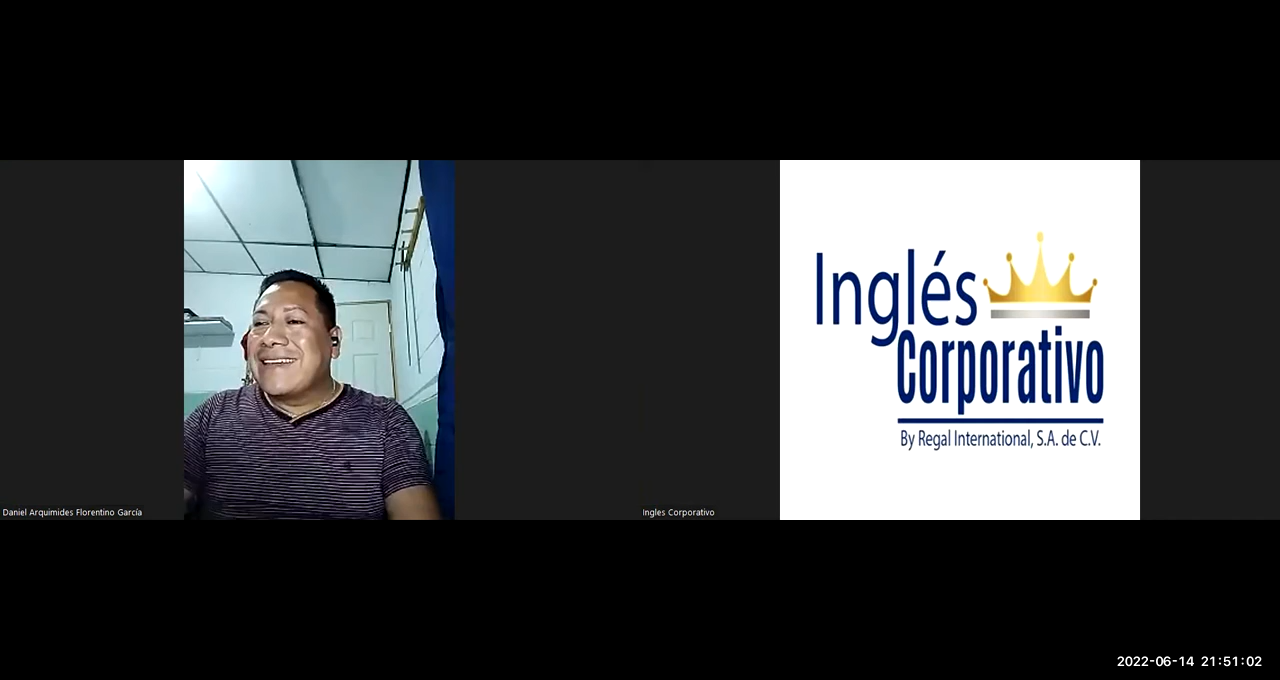 Inglés
Corporativo
By Regal International, S.A. de C.V.
Daniel Arquimides Florentino García
Ingles Corporativo
2022-06-14 21:51:02